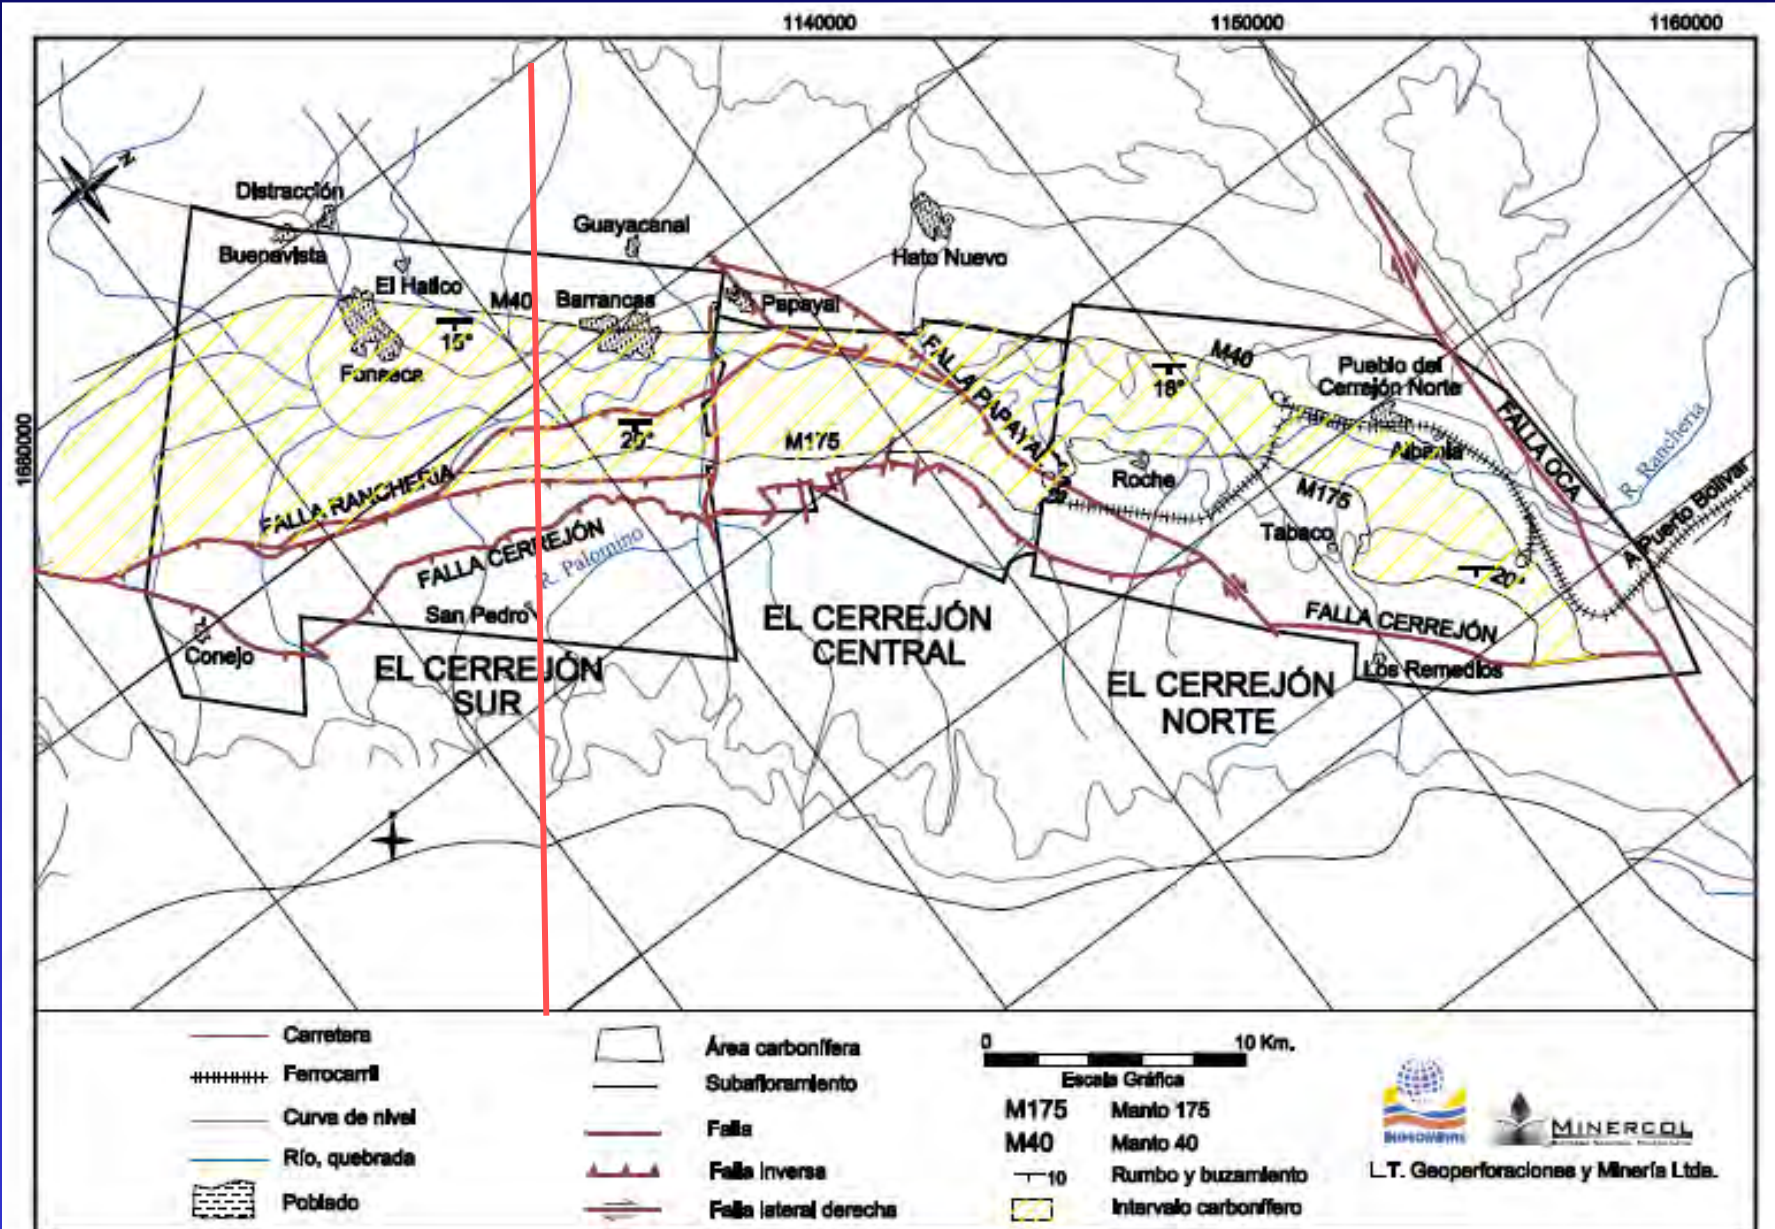 1140000
1150000
1160000
N
Distracción
Buenavista
El Hatico
Guayacanal
Hato Nuevo
M40
Barrancas
Papayal
15°
Fonseca
FALLA PAPAYAL
M40
18°
Pueblo del
Cerrejón Norte
1680000
20°
M175
FALLA OCA
R. Ranchería
Albania
FALLA RANCHERIA
Roche
M175
A Puerto Bolívar
Tabaco
FALLA CERREJÓN
R. Palomino
20°
San Pedro
EL CERREJÓN
CENTRAL
FALLA CERREJÓN
Conejo
EL CERREJÓN
SUR
Los Remedios
EL CERREJÓN
NORTE
Carretera
Ferrocarril
Curva de nivel
Río, quebrada
Poblado
Área carbonífera
Subafloramiento
Falla
Falla Inversa
Falla lateral derecha
0 10 Km.
Escala Gráfica
M175 Manto 175
M40 Manto 40
10 Rumbo y buzamiento
Intervalo carbonífero
MINERCOL
L.T. Geoperforaciones y Minería Ltda.